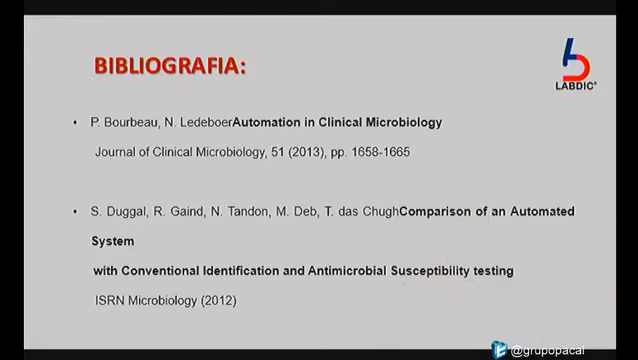 BIBLIOGRAFIA:
LABDIC
• P. Bourbeau, N. LedeboerAutomation in Clinical Microbiology
Journal of Clinical Microbiology, 51 (2013), pp. 1658-1665
• S. Duggal, R. Gaind, N. Tandon, M. Deb, T. das ChughComparison of an Automated
System
with Conventional Identification and Antimicrobial Susceptibility testing
ISRN Microbiology (2012)
@grupopacal